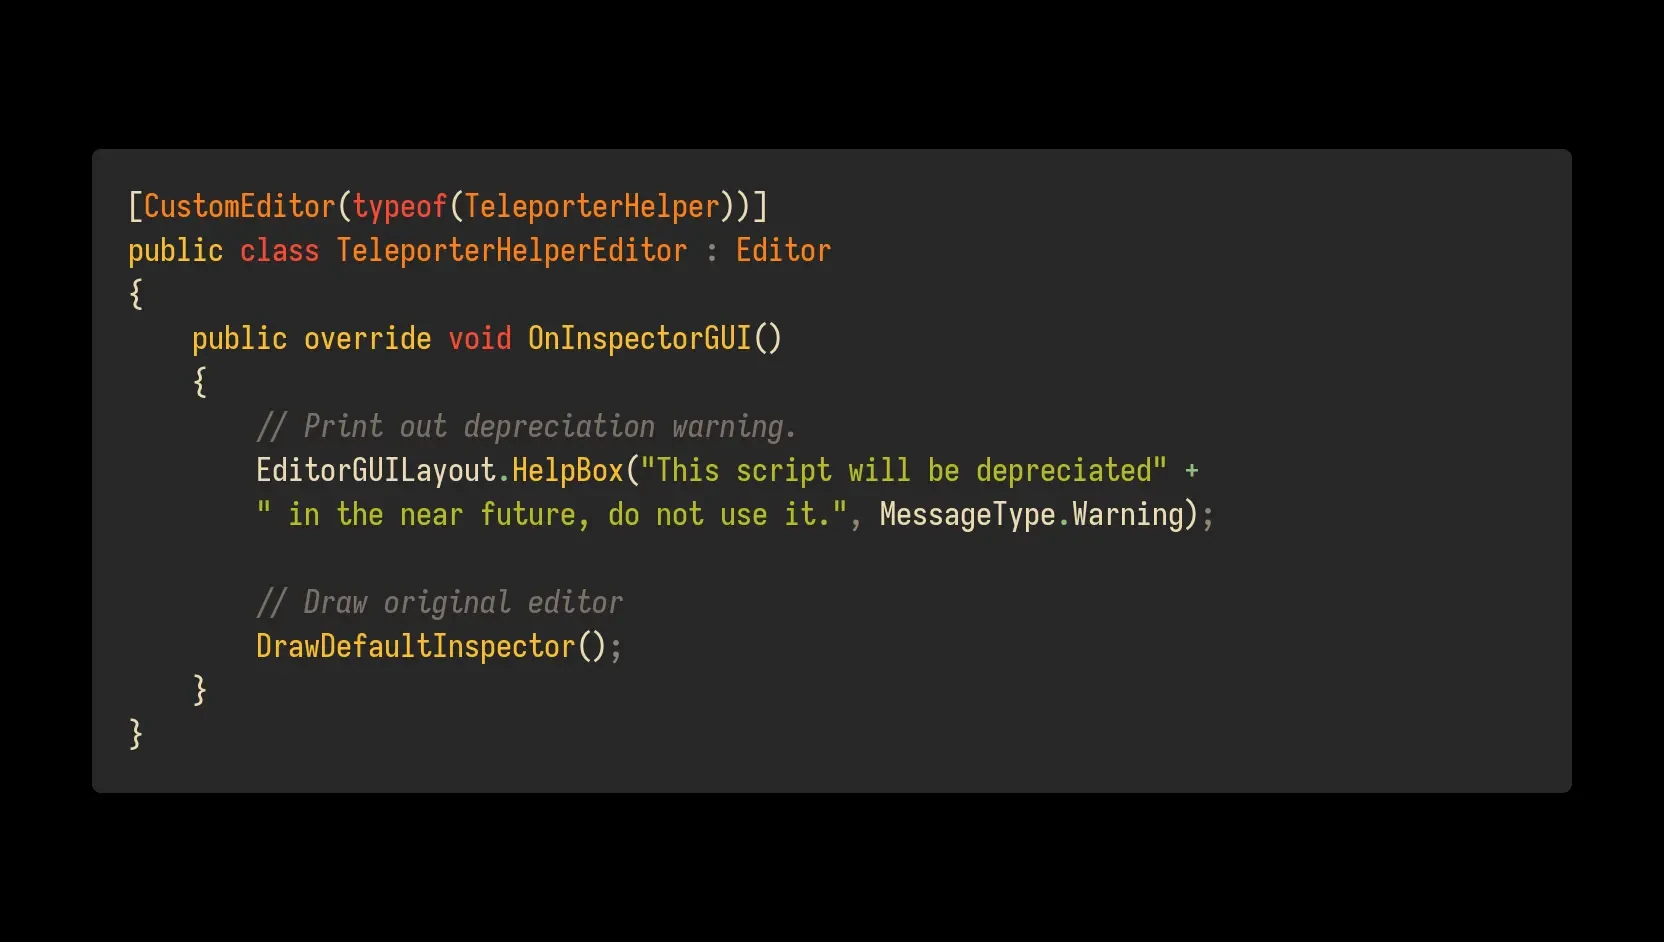 [CustomEditor(typeof(TeleporterHelper))]
public class TeleporterHelperEditor : Editor
{
    public override void OnInspectorGUI()
    {
        // Print out depreciation warning.
        EditorGUILayout.HelpBox("This script will be depreciated" +
        " in the near future, do not use it.", MessageType.Warning);

        // Draw original editor
        DrawDefaultInspector();
    }
}